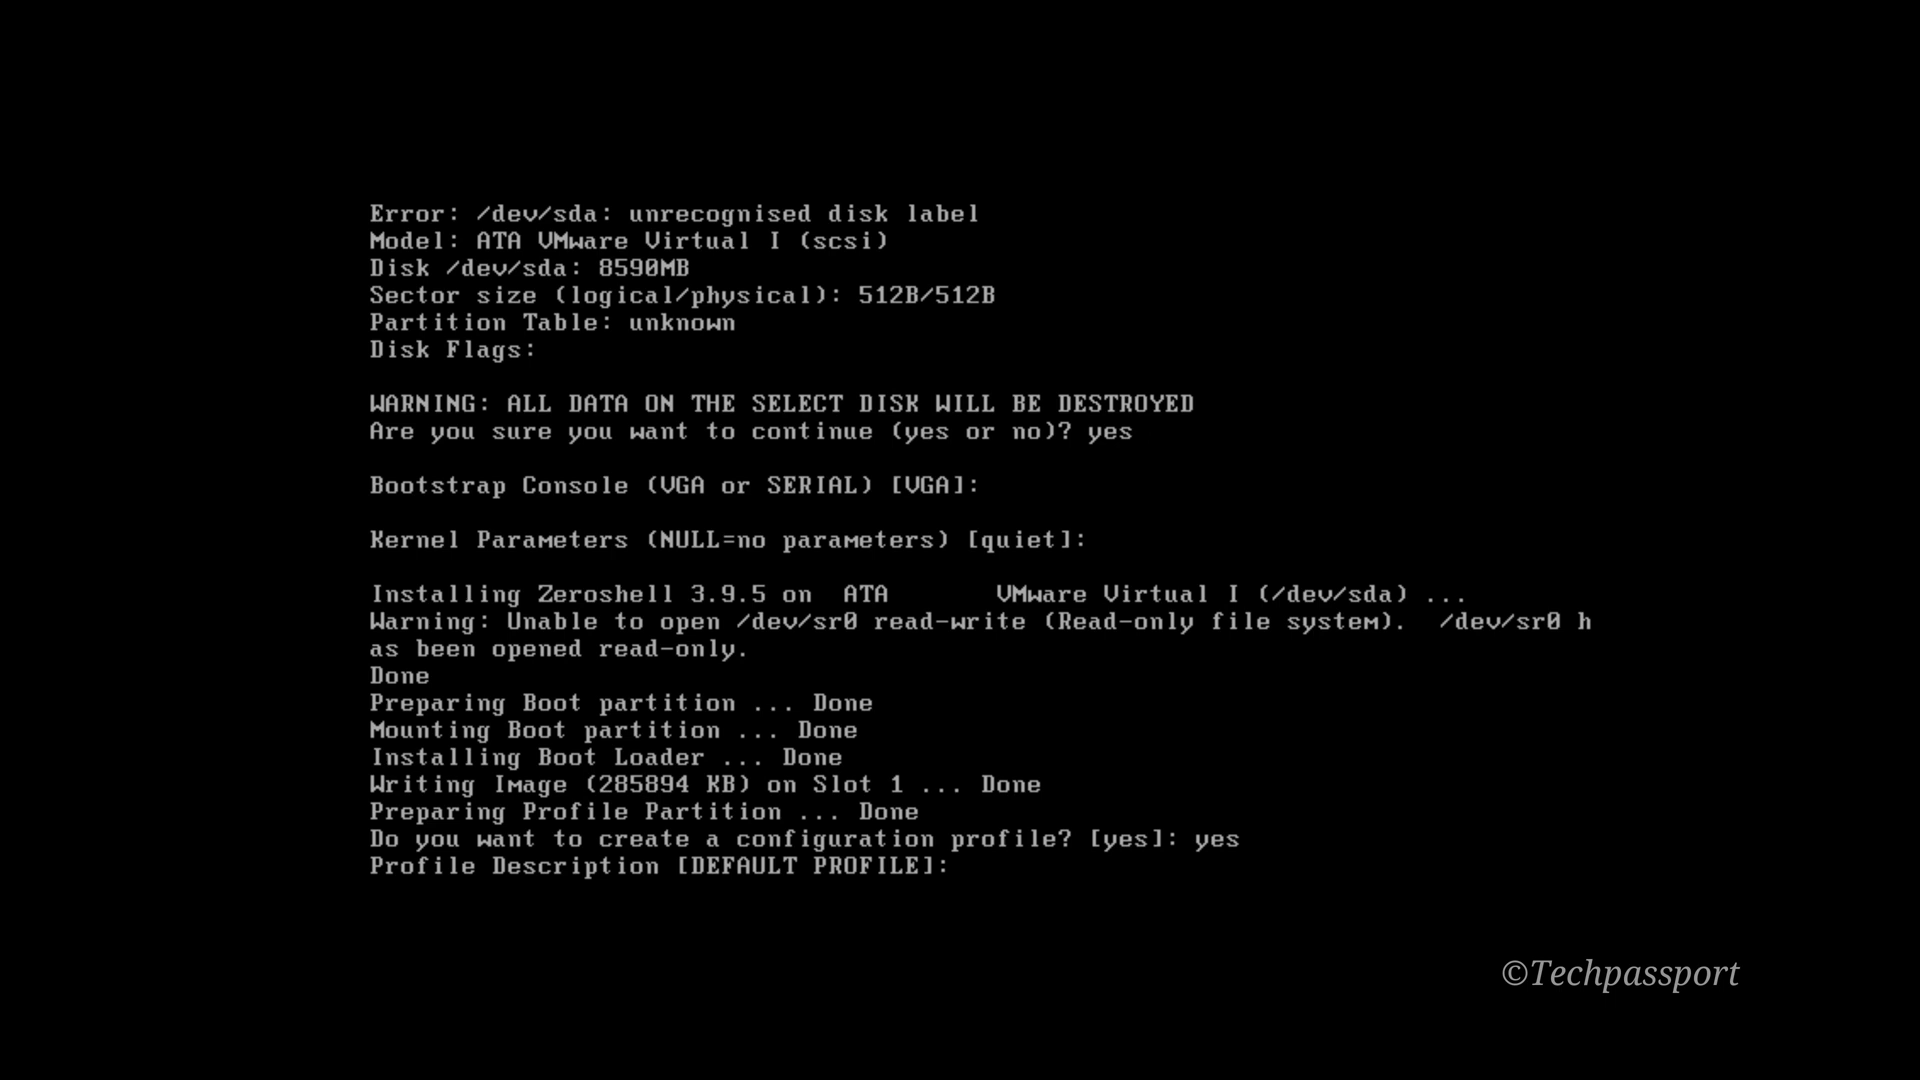 Error: /dev/sda: unrecognised disk label
Model: ATA VMware Virtual I (scsi)
Disk /dev/sda: 8590MB
Sector size (logical/physical): 512B/512B
Partition Table: unknown
Disk Flags:
WARNING: ALL DATA ON THE SELECT DISK WILL BE DESTROYED
Are you sure you want to continue (yes or no)? yes
Bootstrap Console (VGA or SERIAL) [VGA]:
Kernel Parameters (NULL=no parameters) [quiet]:
Installing Zeroshell 3.9.5 on  ATA       VMware Virtual I (/dev/sda) ...
Warning: Unable to open /dev/sr0 read-write (Read-only file system).  /dev/sr0 h
as been opened read-only.
Done
Preparing Boot partition ... Done
Mounting Boot partition ... Done
Installing Boot Loader ... Done
Writing Image (285894 KB) on Slot 1 ... Done
Preparing Profile Partition ... Done
Do you want to create a configuration profile? [yes]: yes
Profile Description [DEFAULT PROFILE]:
©Techpassport